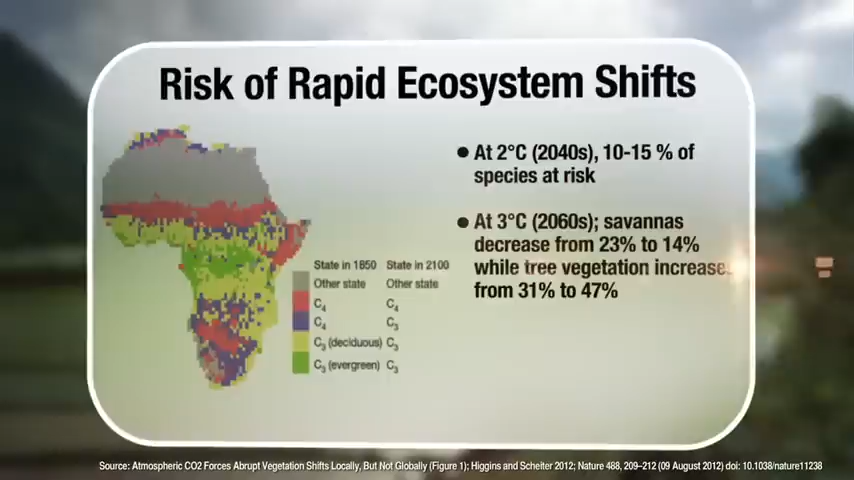 Risk of Rapid Ecosystem Shifts
● At 2°C (2040s), 10-15 % of
species at risk
● At 3°C (2060s); savannas
decrease from 23% to 14%
while tree vegetation increase
from 31% to 47%
State in 1850 State in 2100
Other state Other state
C₄ C₄
C₄ C₃
C₃ (deciduous) C₃
C₃ (evergreen) C₃
Source: Atmospheric CO2 Forces Abrupt Vegetation Shifts Locally, But Not Globally (Figure 1); Higgins and Scheiter 2012; Nature 488, 209–212 (09 August 2012) doi: 10.1038/nature11238